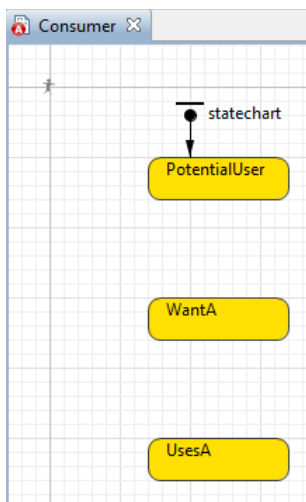 Consumer
statechart
PotentialUser
WantA
UsesA